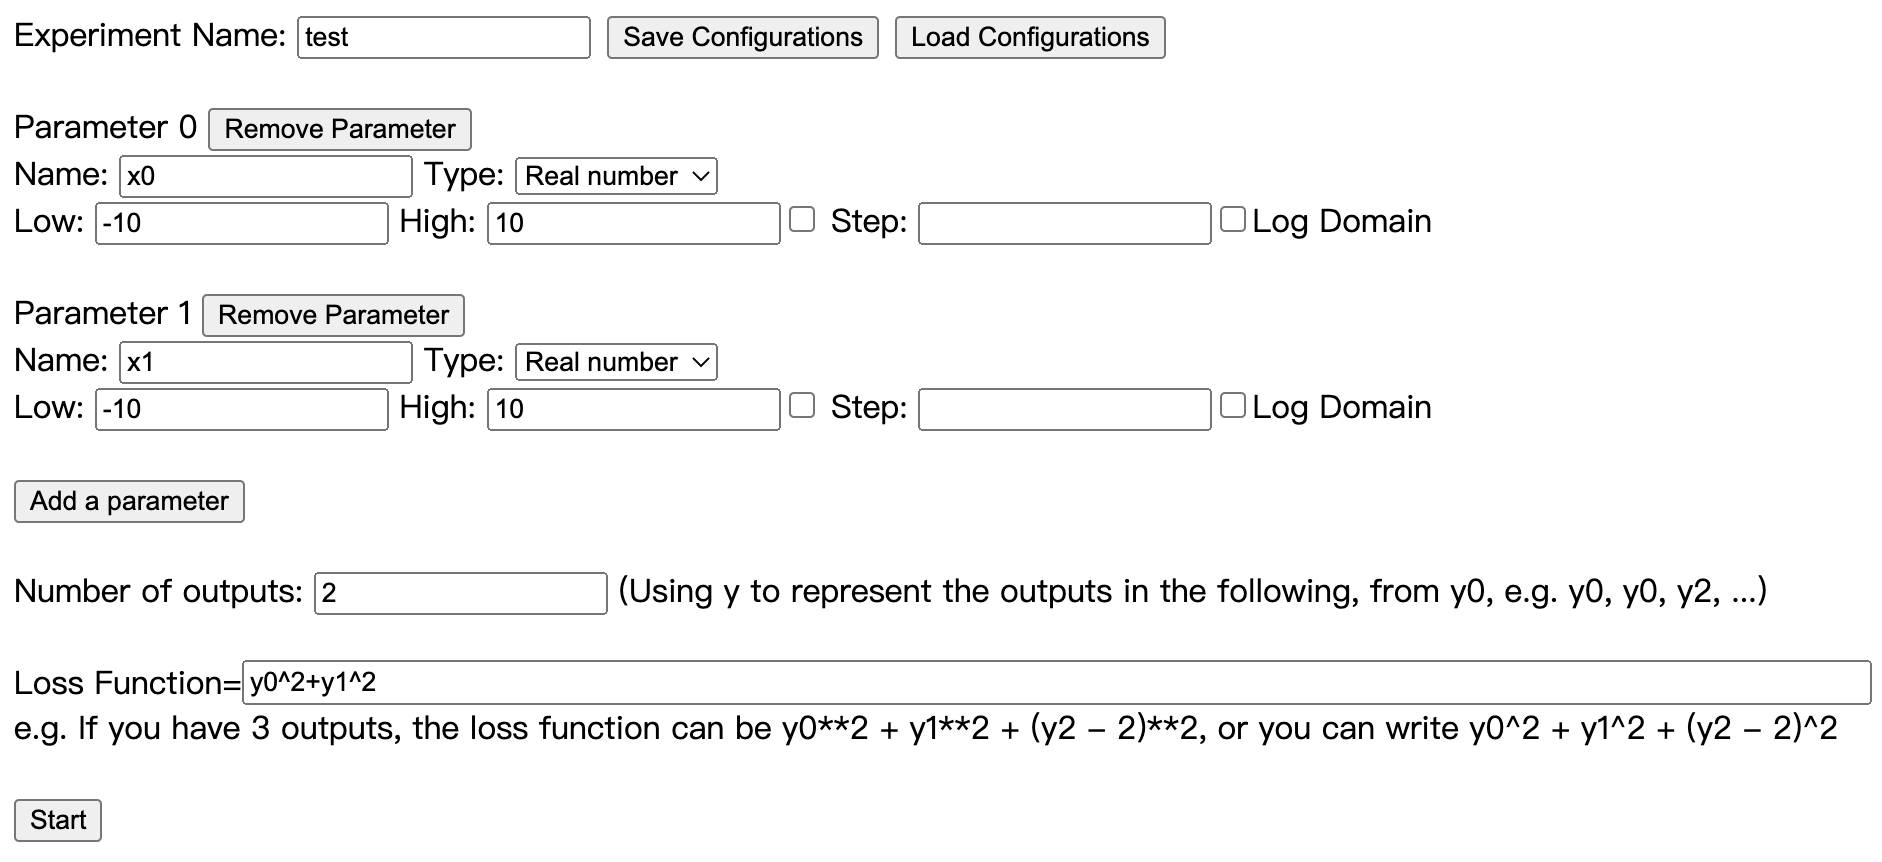 Experiment Name: test Save Configurations Load Configurations
Parameter 0 Remove Parameter
Name: x0 Type: Real number
Low: -10 High: 10 Step: Log Domain
Parameter 1 Remove Parameter
Name: x1 Type: Real number
Low: -10 High: 10 Step: Log Domain
Add a parameter
Number of outputs: 2 (Using y to represent the outputs in the following, from y0, e.g. y0, y0, y2, ...)
Loss Function= y0^2+y1^2
e.g. If you have 3 outputs, the loss function can be y0**2 + y1**2 + (y2 – 2)**2, or you can write y0^2 + y1^2 + (y2 – 2)^2
Start